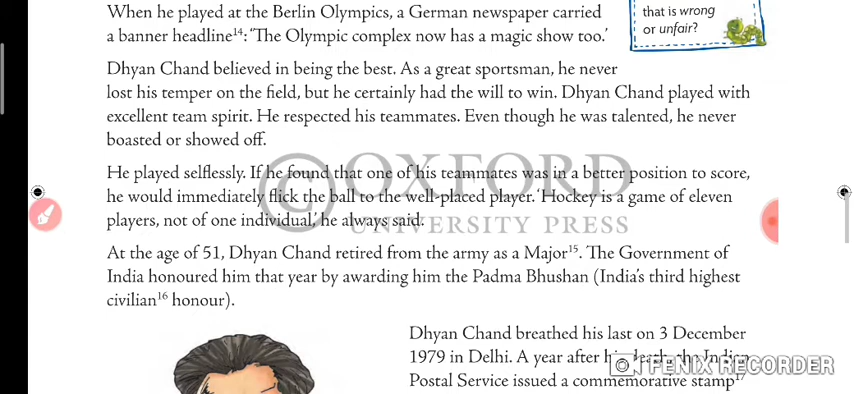 When he played at the Berlin Olympics, a German newspaper carried
a banner headline¹⁴: 'The Olympic complex now has a magic show too.'
that is wrong
or unfair?
Dhyan Chand believed in being the best. As a great sportsman, he never
lost his temper on the field, but he certainly had the will to win. Dhyan Chand played with
excellent team spirit. He respected his teammates. Even though he was talented, he never
boasted or showed off.
He played selflessly. If he found that one of his teammates was in a better position to score,
he would immediately flick the ball to the well-placed player. 'Hockey is a game of eleven
players, not of one individual,' he always said.
© OXFORD
UNIVERSITY PRESS
At the age of 51, Dhyan Chand retired from the army as a Major¹⁵. The Government of
India honoured him that year by awarding him the Padma Bhushan (India's third highest
civilian¹⁶ honour).
Dhyan Chand breathed his last on 3 December
1979 in Delhi. A year after his death, the Indian
Postal Service issued a commemorative stamp¹⁷
FENIX RECORDER